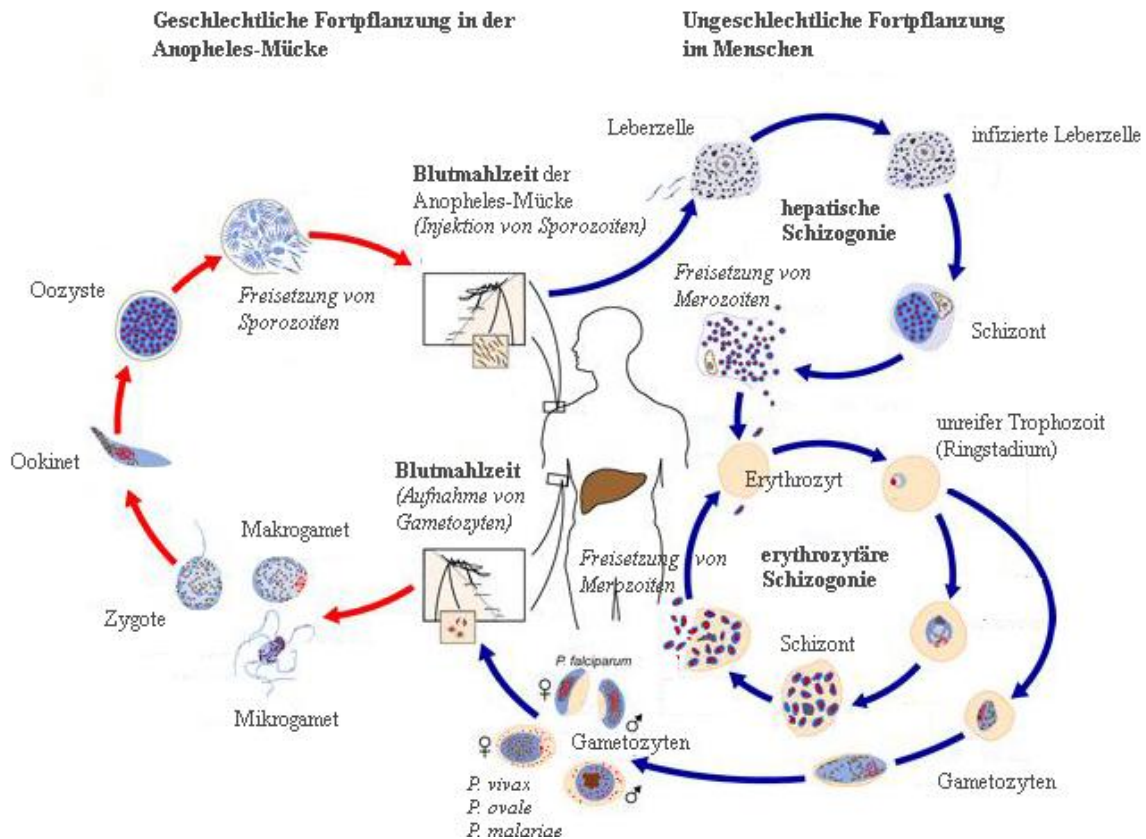 Geschlechtliche Fortpflanzung in der
Anopheles-Mücke
Ungeschlechtliche Fortpflanzung
im Menschen
Leberzelle
infizierte Leberzelle
Blutmahlzeit der
Anopheles-Mücke
(Injektion von Sporozoiten)
hepatische
Schizogonie
Oozyste
Freisetzung von
Sporozoiten
Freisetzung von
Merozoiten
Schizont
unreifer Trophozoit
(Ringstadium)
Ookinet
Blutmahlzeit
(Aufnahme von
Gametozyten)
Erythrozyt
Makrogamet
Freisetzung von
Merozoiten
erythrozytäre
Schizogonie
Zygote
Schizont
Mikrogamet
P. falciparum
♀
♂
♀
Gametozyten
♂
Gametozyten
P. vivax
P. ovale
P. malariae